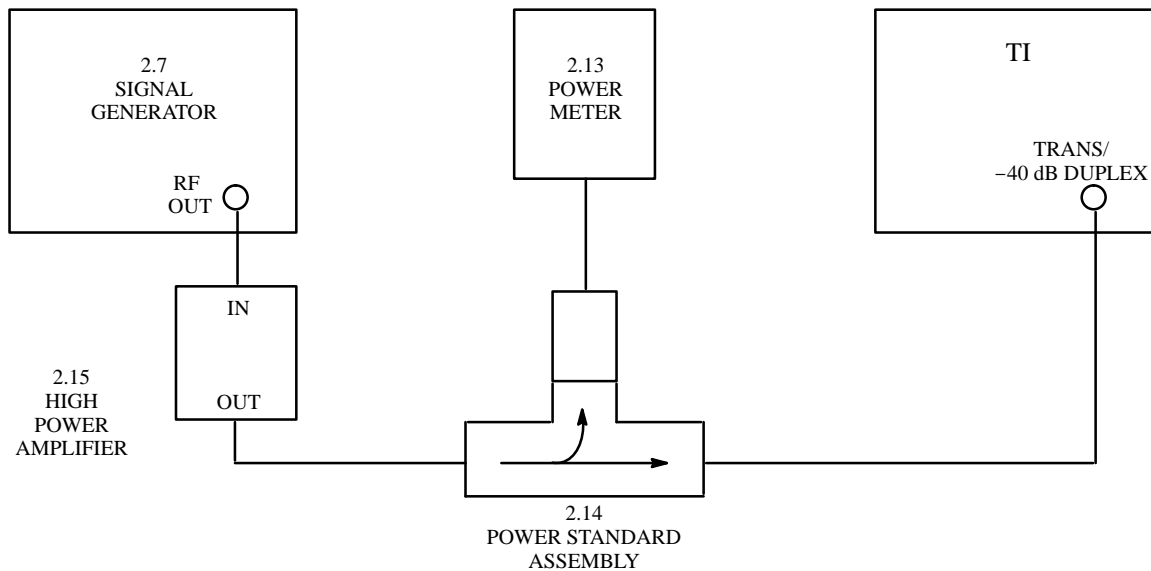 2.7
SIGNAL
GENERATOR
RF
OUT
2.13
POWER
METER
TI
TRANS/
−40 dB DUPLEX
IN
OUT
2.15
HIGH
POWER
AMPLIFIER
2.14
POWER STANDARD
ASSEMBLY